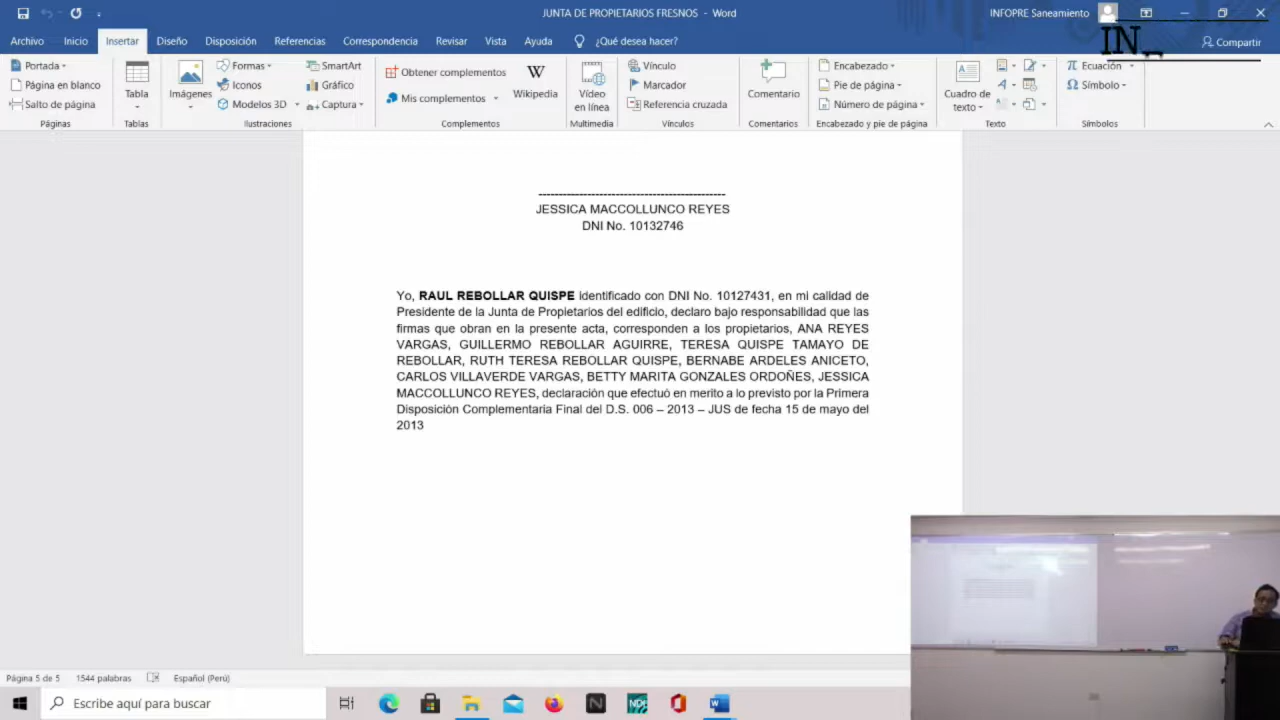 JUNTA DE PROPIETARIOS FRESNOS - Word
INFOPRE Saneamiento
IN
Archivo Inicio Insertar Diseño Disposición Referencias Correspondencia Revisar Vista Ayuda ¿Qué desea hacer? Compartir
Portada
Página en blanco
Salto de página
Páginas
Tabla
Tablas
Imágenes
Formas
Iconos
Modelos 3D
SmartArt
Gráfico
Captura
Ilustraciones
Obtener complementos
Mis complementos
Wikipedia
Complementos
Vídeo
en línea
Multimedia
Vínculo
Marcador
Referencia cruzada
Vínculos
Comentario
Comentarios
Encabezado
Pie de página
Número de página
Encabezado y pie de página
Cuadro de
texto
Texto
Ecuación
Símbolo
Símbolos
JESSICA MACCOLLUNCO REYES
DNI No. 10132746
Yo, RAUL REBOLLAR QUISPE identificado con DNI No. 10127431, en mi calidad de
Presidente de la Junta de Propietarios del edificio, declaro bajo responsabilidad que las
firmas que obran en la presente acta, corresponden a los propietarios, ANA REYES
VARGAS, GUILLERMO REBOLLAR AGUIRRE, TERESA QUISPE TAMAYO DE
REBOLLAR, RUTH TERESA REBOLLAR QUISPE, BERNABE ARDELES ANICETO,
CARLOS VILLAVERDE VARGAS, BETTY MARITA GONZALES ORDOÑES, JESSICA
MACCOLLUNCO REYES, declaración que efectuó en merito a lo previsto por la Primera
Disposición Complementaria Final del D.S. 006 – 2013 – JUS de fecha 15 de mayo del
2013
Página 5 de 5 1544 palabras Español (Perú)
Escribe aquí para buscar